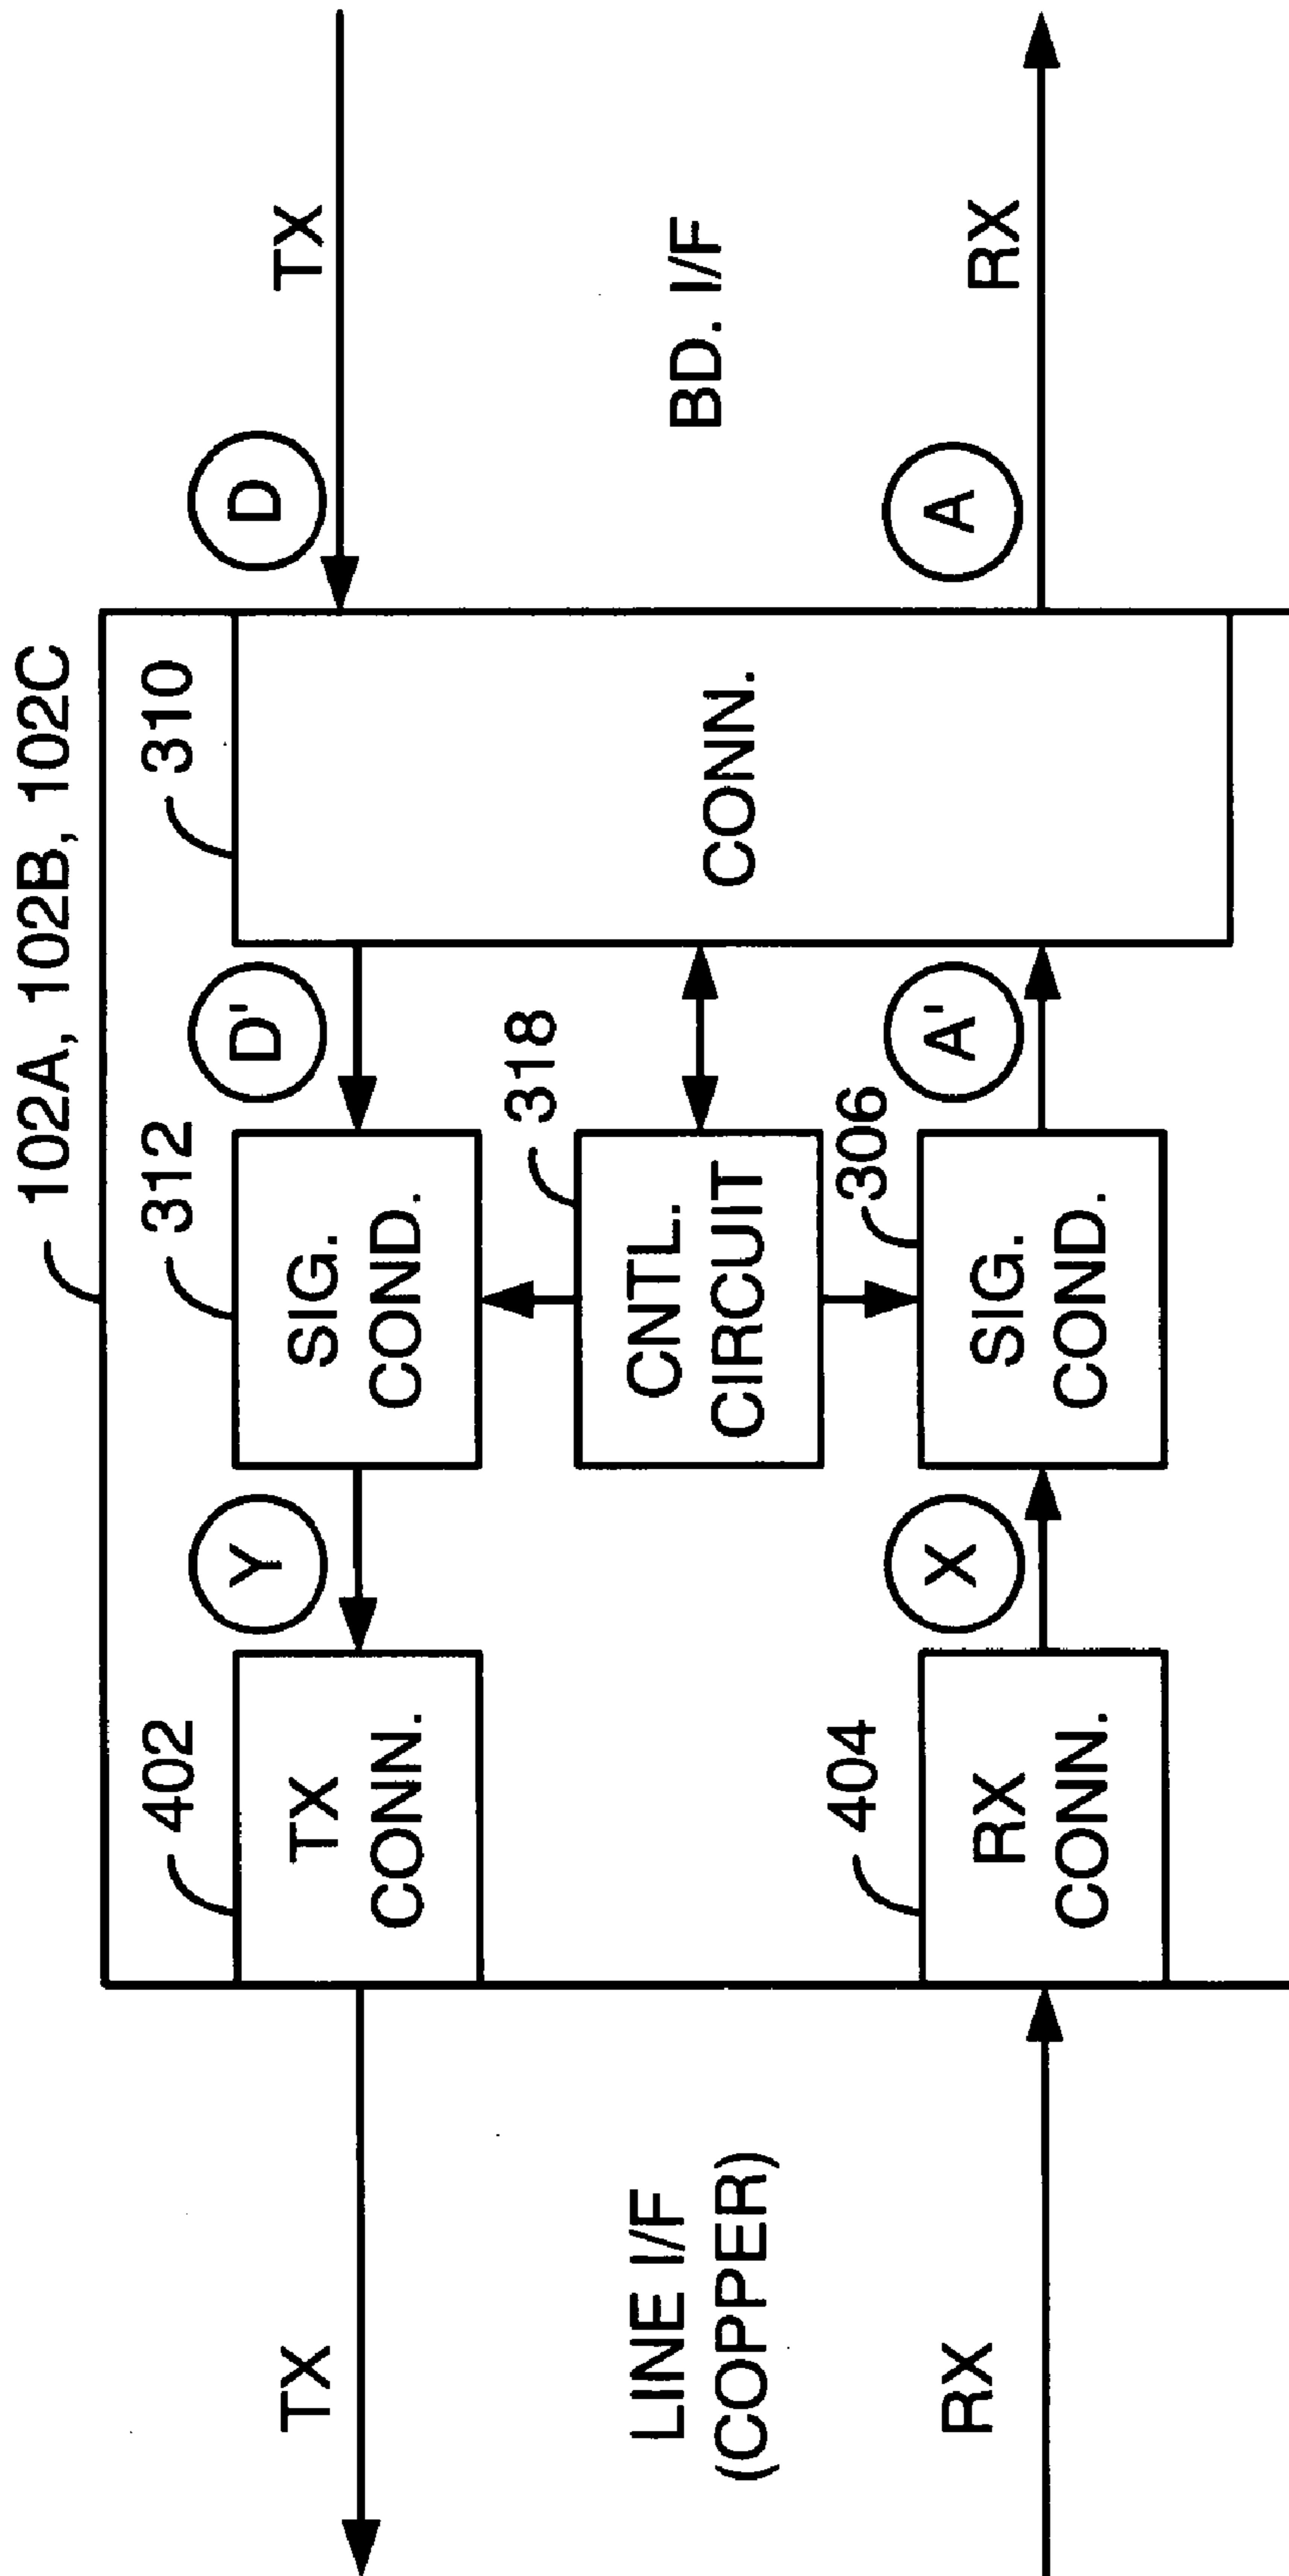 102A, 102B, 102C
402
312
310
TX
Y
D'
D
TX
TX
CONN.
SIG.
COND.
318
LINE I/F
(COPPER)
CNTL.
CIRCUIT
CONN.
BD. I/F
404
306
RX
X
A'
A
RX
RX
CONN.
SIG.
COND.